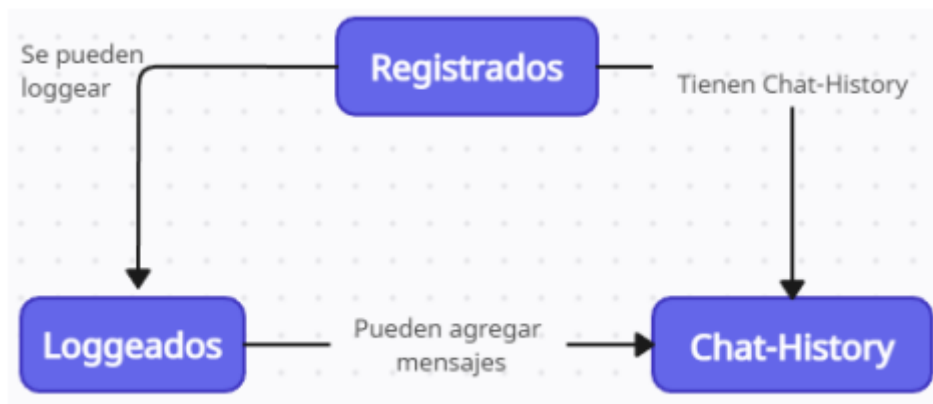 Se pueden
loggear
Registrados
Tienen Chat-History
Loggeados
Pueden agregar
mensajes
Chat-History